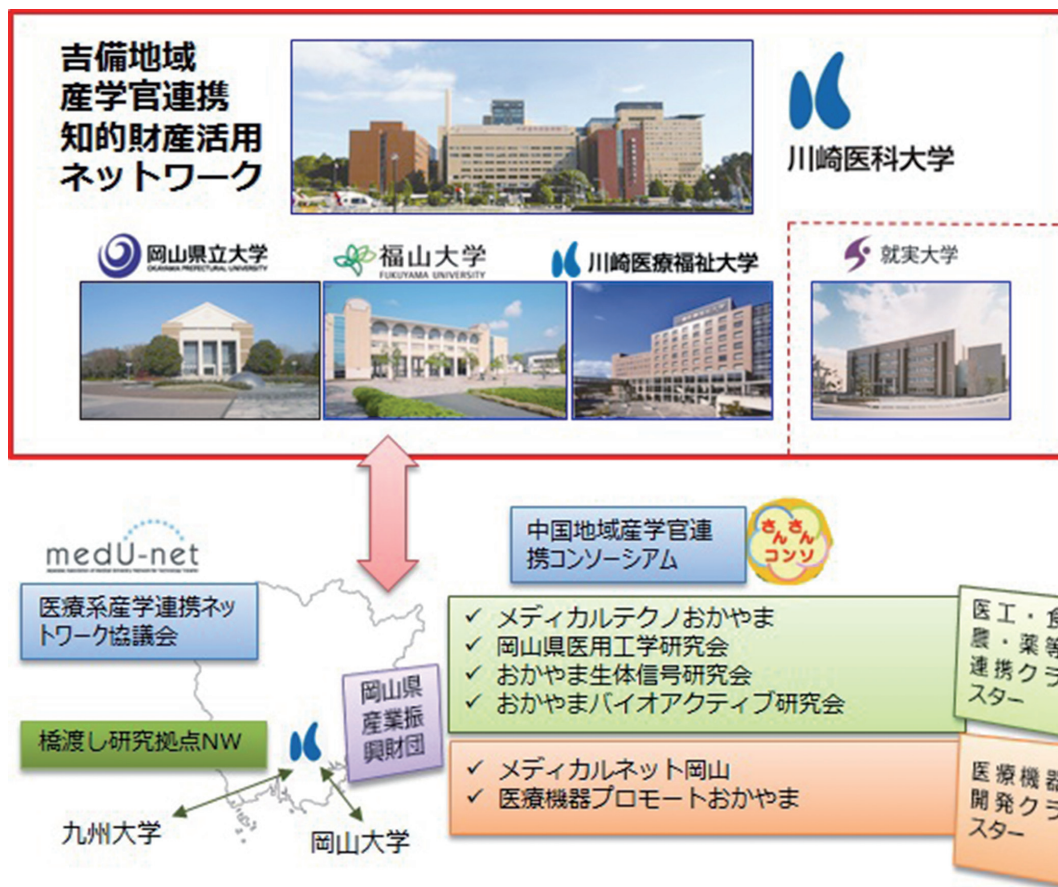 吉備地域
産学官連携
知的財産活用
ネットワーク
川崎医科大学
岡山県立大学
OKAYAMA PREFECTURAL UNIVERSITY
福山大学
FUKUYAMA UNIVERSITY
川崎医療福祉大学
就実大学
medU-net
医療系産学連携ネッ
トワーク協議会
中国地域産学官連
携コンソーシアム
さん
さん
コンソ
✓ メディカルテクノおかやま
✓ 岡山県医用工学研究会
✓ おかやま生体信号研究会
✓ おかやまバイオアクティブ研究会
医工・食
農・薬等
連携クラ
スター
岡山県
産業振
興財団
橋渡し研究拠点NW
✓ メディカルネット岡山
✓ 医療機器プロモートおかやま
医療機器
開発クラ
スター
九州大学
岡山大学